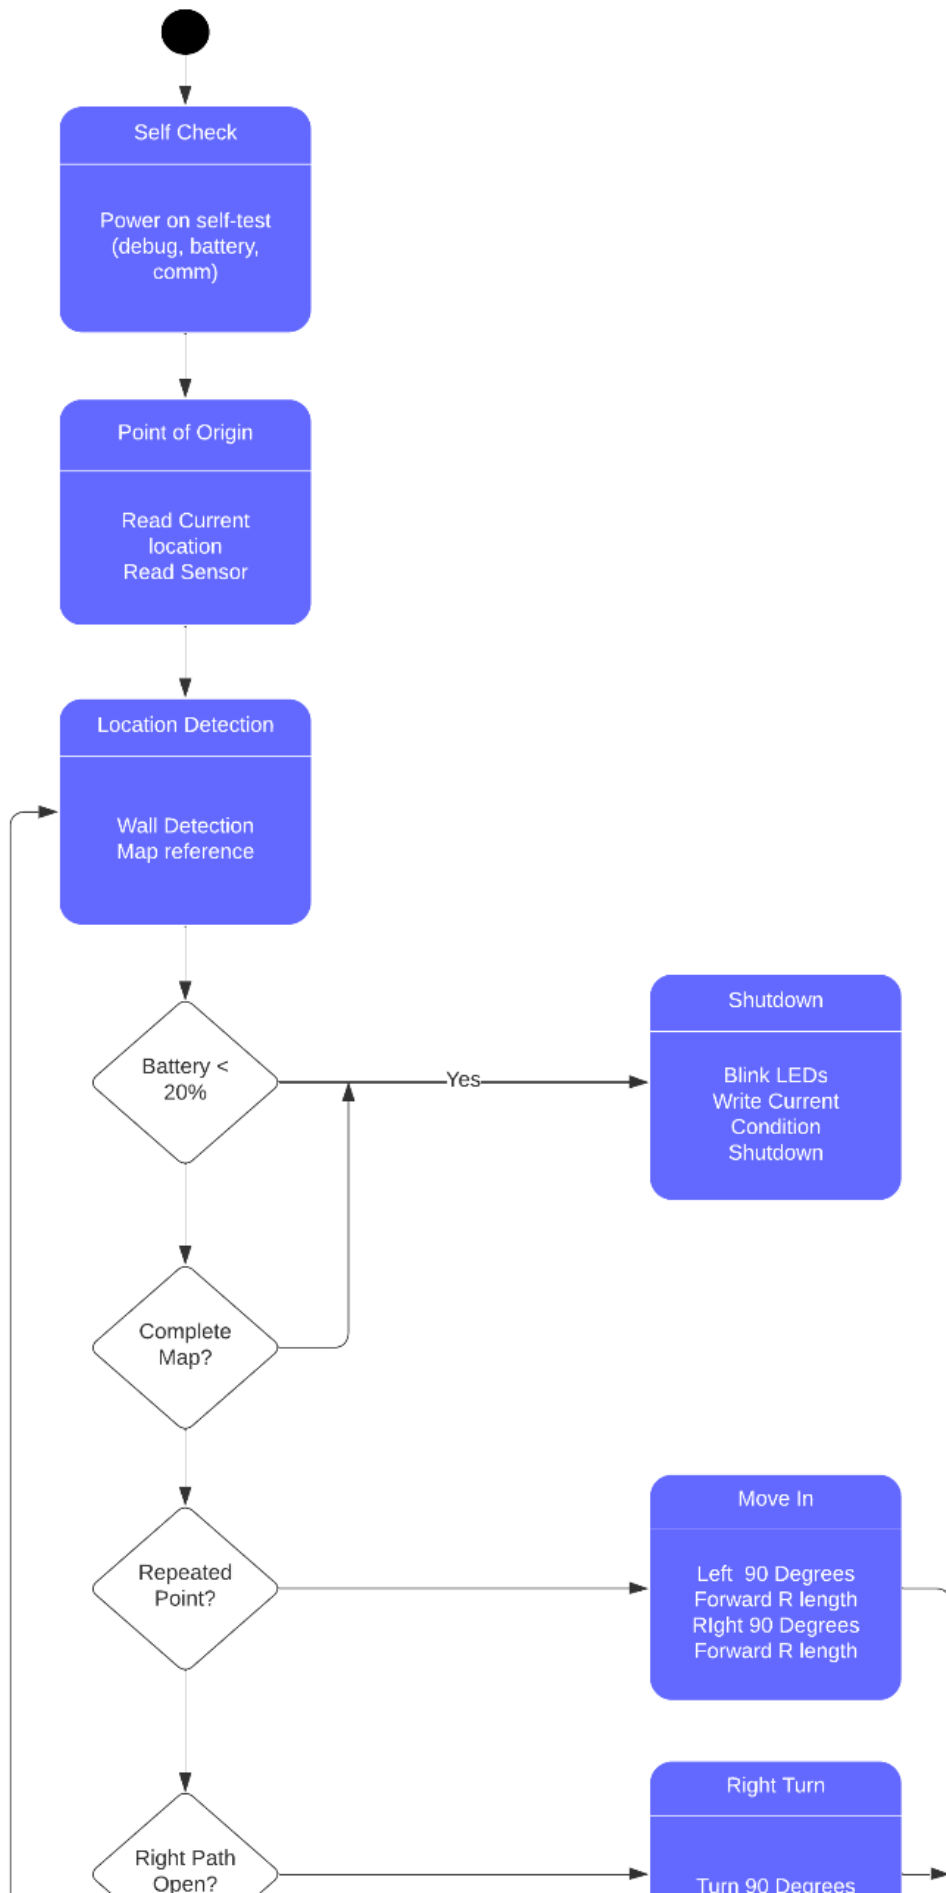 Self Check
Power on self-test
(debug, battery,
comm)
Point of Origin
Read Current
location
Read Sensor
Location Detection
Wall Detection
Map reference
Battery <
20%
Yes
Shutdown
Blink LEDs
Write Current
Condition
Shutdown
Complete
Map?
Repeated
Point?
Move In
Left  90 Degrees
Forward R length
RIght 90 Degrees
Forward R length
Right Path
Open?
Right Turn
Turn 90 Degrees